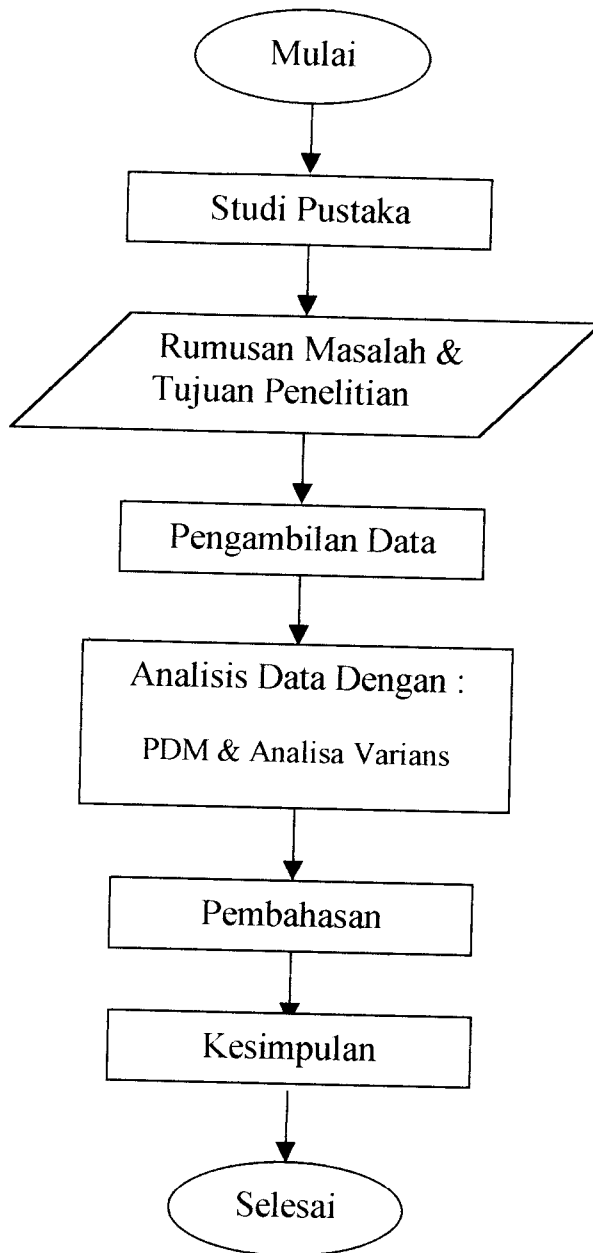 Mulai
Studi Pustaka
Rumusan Masalah &
Tujuan Penelitian
Pengambilan Data
Analisis Data Dengan :
PDM & Analisa Varians
Pembahasan
Kesimpulan
Selesai